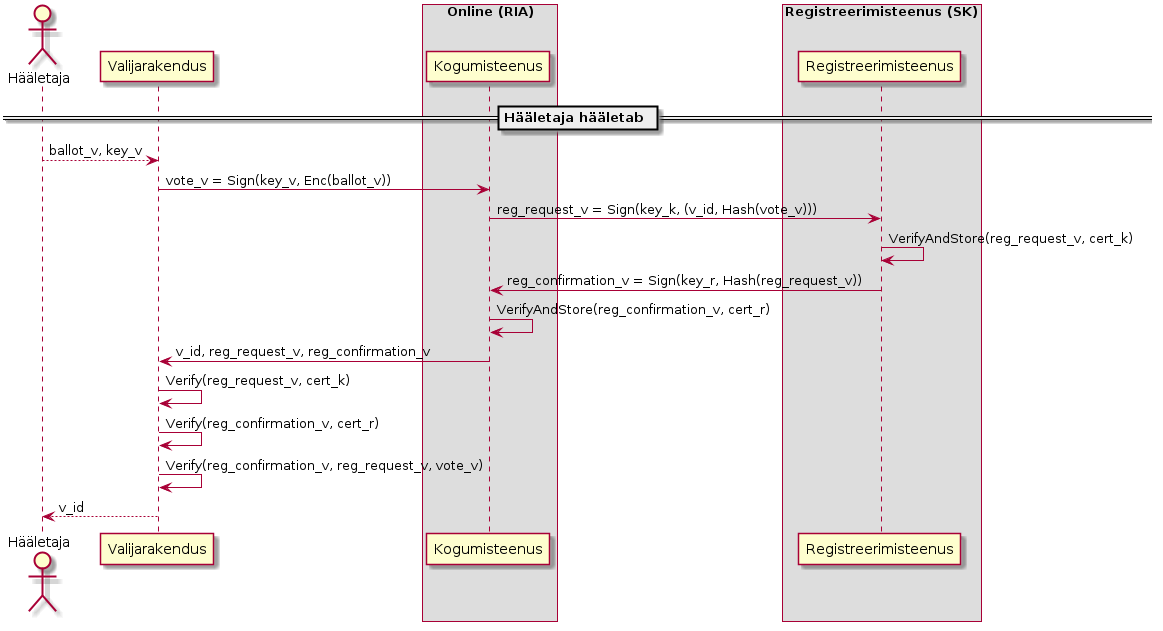 Online (RIA)
Registreerimisteenus (SK)
Hääletaja
Valijarakendus
Kogumisteenus
Registreerimisteenus
Hääletaja hääletab
ballot_v, key_v
vote_v = Sign(key_v, Enc(ballot_v))
reg_request_v = Sign(key_k, (v_id, Hash(vote_v)))
VerifyAndStore(reg_request_v, cert_k)
reg_confirmation_v = Sign(key_r, Hash(reg_request_v))
VerifyAndStore(reg_confirmation_v, cert_r)
v_id, reg_request_v, reg_confirmation_v
Verify(reg_request_v, cert_k)
Verify(reg_confirmation_v, cert_r)
Verify(reg_confirmation_v, reg_request_v, vote_v)
v_id
Hääletaja
Valijarakendus
Kogumisteenus
Registreerimisteenus